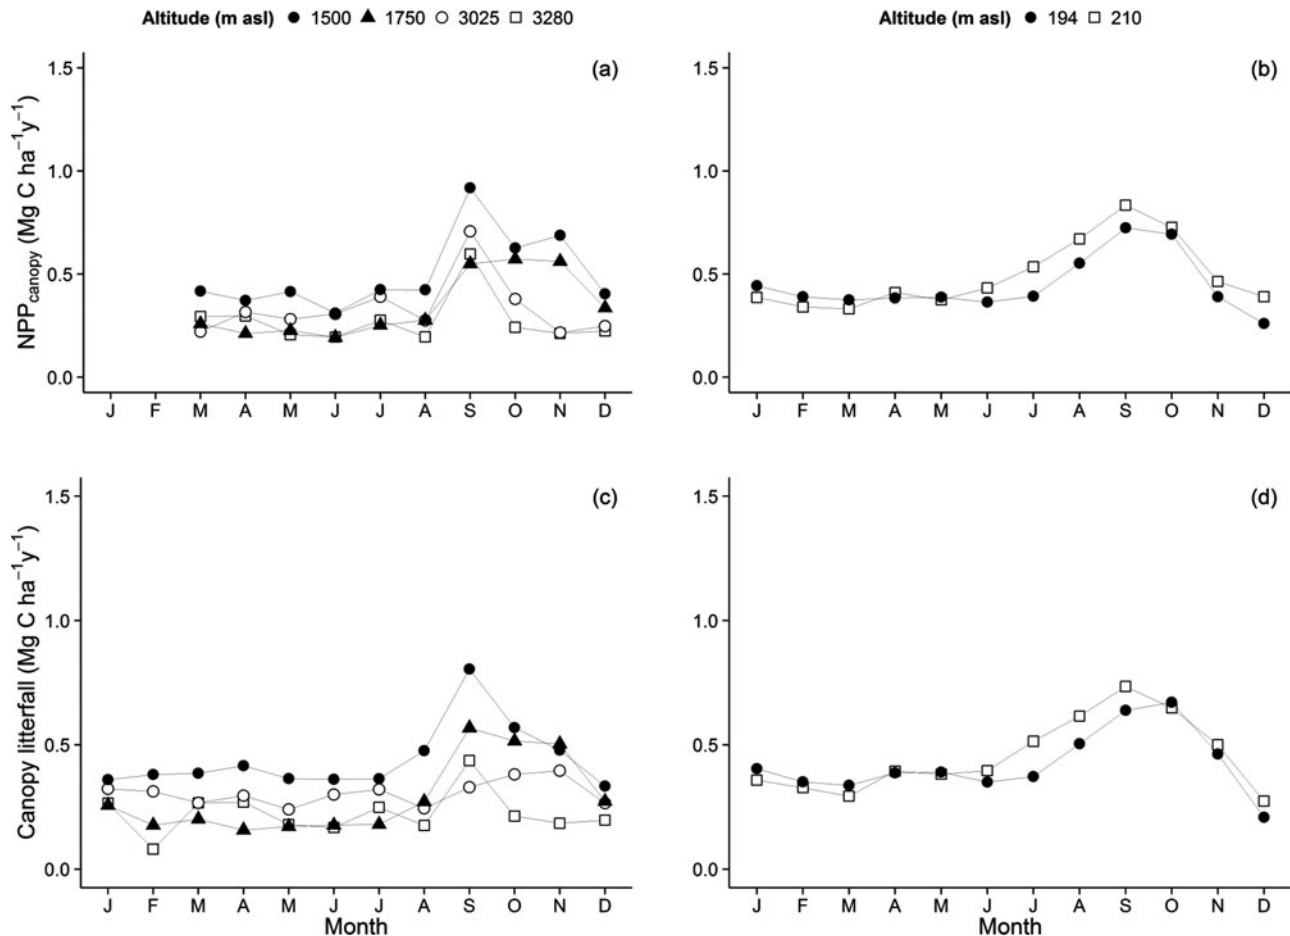 Altitude (m asl) 1500 1750 3025 3280
Altitude (m asl) 194 210
(a)
NPPcanopy (Mg C ha⁻¹y⁻¹)
1.5
1.0
0.5
0.0
J F M A M J J A S O N D
(b)
1.5
1.0
0.5
0.0
J F M A M J J A S O N D
(c)
Canopy litterfall (Mg C ha⁻¹y⁻¹)
1.5
1.0
0.5
0.0
J F M A M J J A S O N D
Month
(d)
1.5
1.0
0.5
0.0
J F M A M J J A S O N D
Month